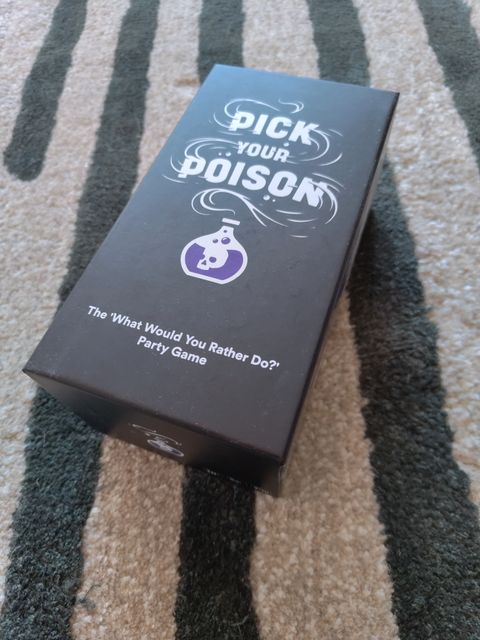 PICK
YOUR
POISON
The 'What Would You Rather Do?'
Party Game